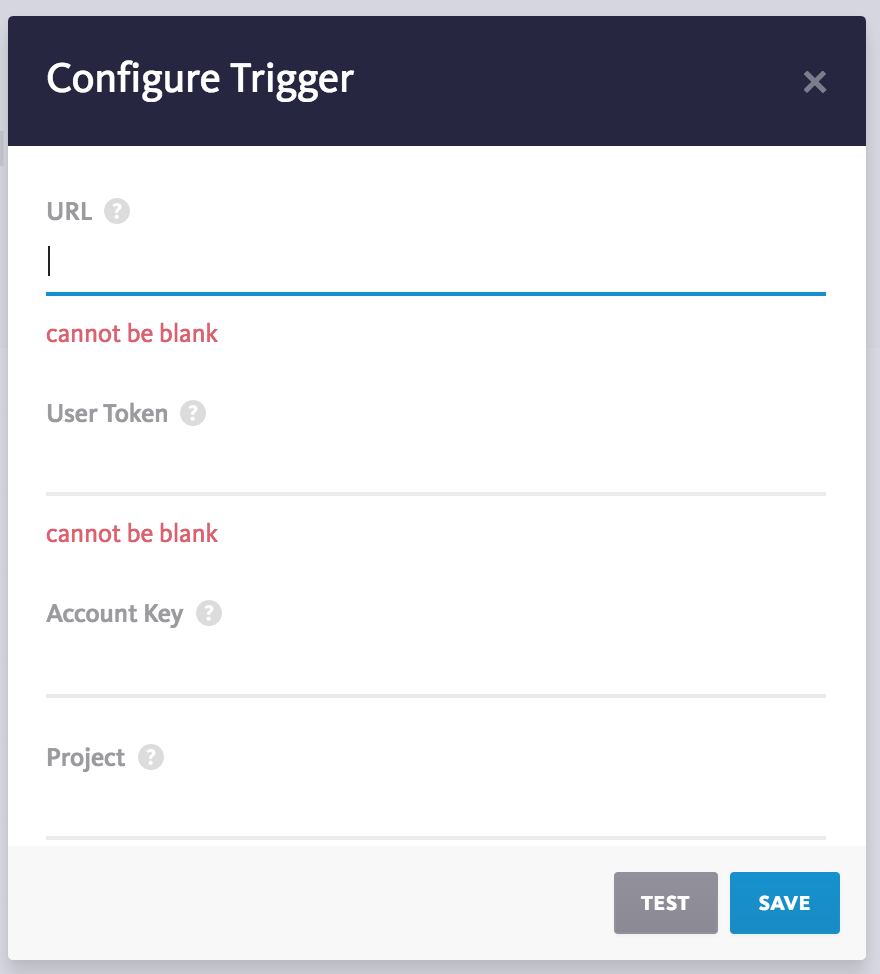 Configure Trigger
×
URL ?
cannot be blank
User Token ?
cannot be blank
Account Key ?
Project ?
TEST SAVE